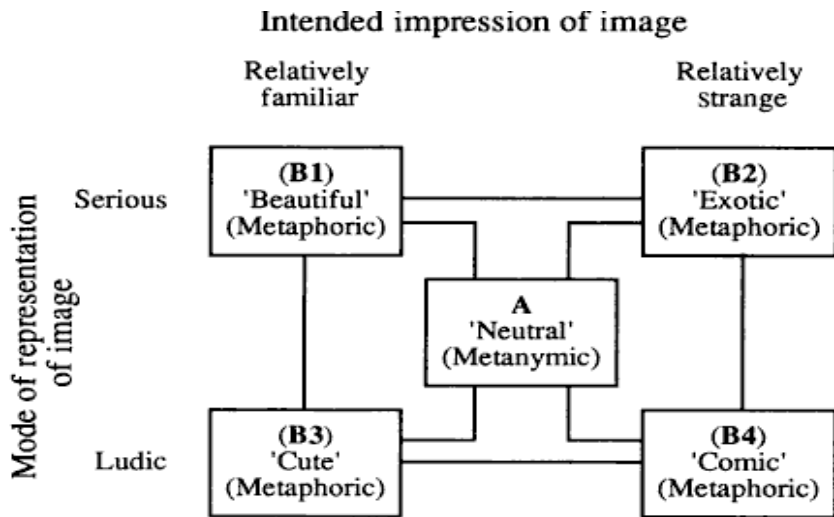 Intended impression of image
Relatively familiar
Relatively strange
Mode of representation of image
Serious
(B1)
'Beautiful'
(Metaphoric)
(B2)
'Exotic'
(Metaphoric)
A
'Neutral'
(Metanymic)
Ludic
(B3)
'Cute'
(Metaphoric)
(B4)
'Comic'
(Metaphoric)